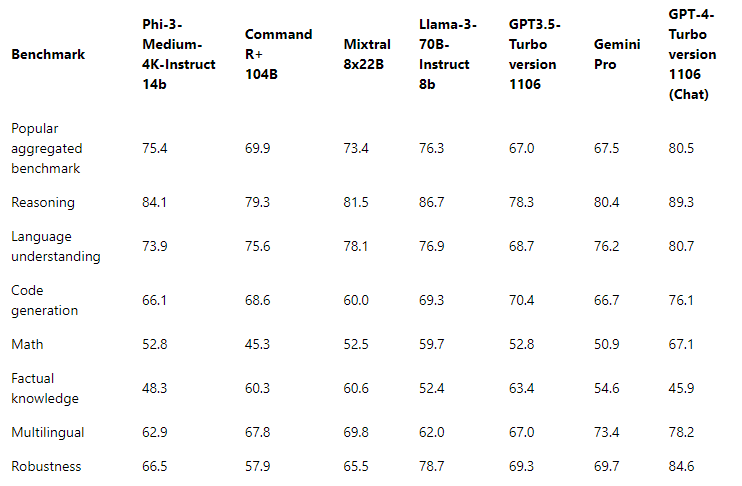 Benchmark Phi-3-Medium-4K-Instruct 14b Command R+ 104B Mixtral 8x22B Llama-3-70B-Instruct 8b GPT3.5-Turbo version 1106 Gemini Pro GPT-4-Turbo version 1106 (Chat)
Popular aggregated benchmark 75.4 69.9 73.4 76.3 67.0 67.5 80.5
Reasoning 84.1 79.3 81.5 86.7 78.3 80.4 89.3
Language understanding 73.9 75.6 78.1 76.9 68.7 76.2 80.7
Code generation 66.1 68.6 60.0 69.3 70.4 66.7 76.1
Math 52.8 45.3 52.5 59.7 52.8 50.9 67.1
Factual knowledge 48.3 60.3 60.6 52.4 63.4 54.6 45.9
Multilingual 62.9 67.8 69.8 62.0 67.0 73.4 78.2
Robustness 66.5 57.9 65.5 78.7 69.3 69.7 84.6